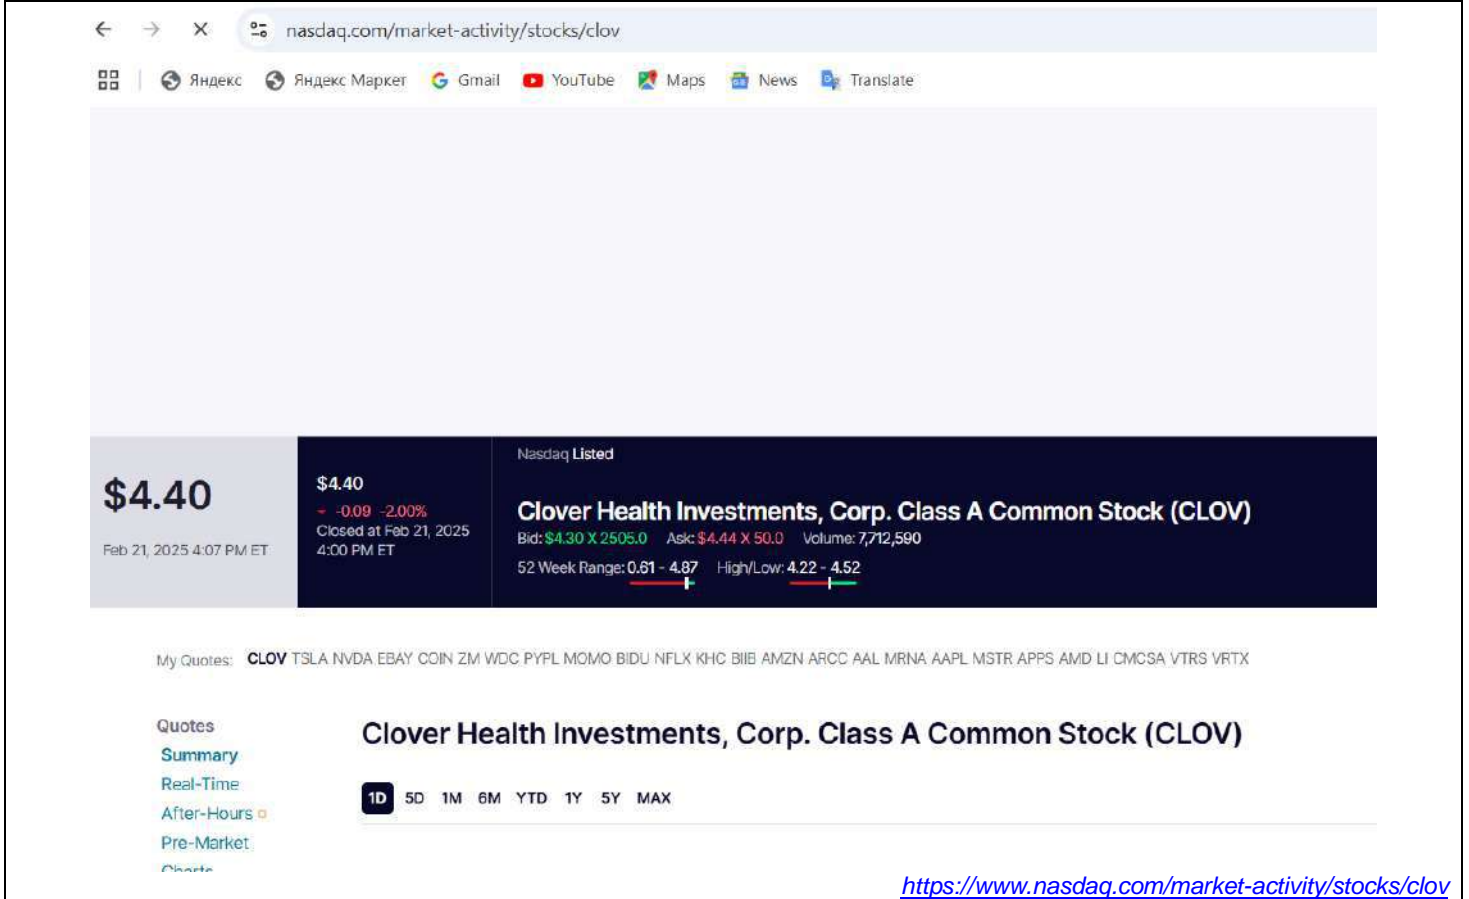 nasdaq.com/market-activity/stocks/clov
Яндекс Яндекс Маркет Gmail YouTube Maps News Translate
$4.40
Feb 21, 2025 4:07 PM ET
$4.40
-0.09 -2.00%
Closed at Feb 21, 2025
4:00 PM ET
Nasdaq Listed
Clover Health Investments, Corp. Class A Common Stock (CLOV)
Bid: $4.30 X 2505.0 Ask: $4.44 X 50.0 Volume: 7,712,590
52 Week Range: 0.61 - 4.87 High/Low: 4.22 - 4.52
My Quotes: CLOV TSLA NVDA EBAY COIN ZM WDC PYPL MOMO BIDU NFLX KHC BIIB AMZN ARCC AAL MRNA AAPL MSTR APPS AMD LI CMCSA VTRS VRTX
Quotes
Summary
Real-Time
After-Hours
Pre-Market
Charts
Clover Health Investments, Corp. Class A Common Stock (CLOV)
1D 5D 1M 6M YTD 1Y 5Y MAX
https://www.nasdaq.com/market-activity/stocks/clov